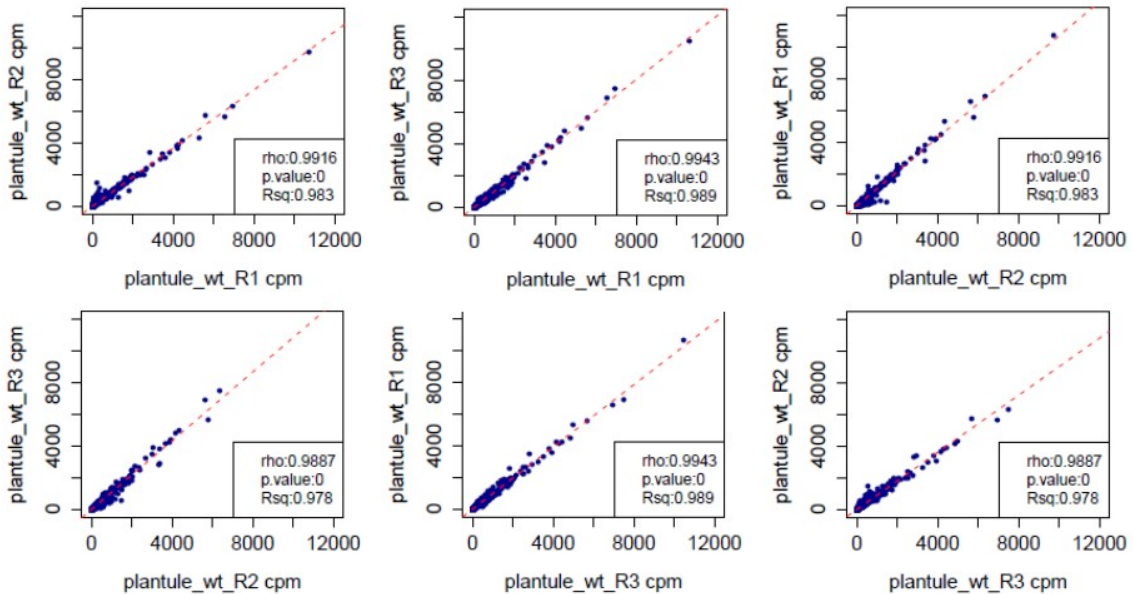 plantule_wt_R2 cpm
0 4000 8000
rho:0.9916
p.value:0
Rsq:0.983
0 4000 8000 12000
plantule_wt_R1 cpm
plantule_wt_R3 cpm
0 4000 8000
rho:0.9943
p.value:0
Rsq:0.989
0 4000 8000 12000
plantule_wt_R1 cpm
plantule_wt_R1 cpm
0 4000 8000
rho:0.9916
p.value:0
Rsq:0.983
0 4000 8000 12000
plantule_wt_R2 cpm
plantule_wt_R3 cpm
0 4000 8000
rho:0.9887
p.value:0
Rsq:0.978
0 4000 8000 12000
plantule_wt_R2 cpm
plantule_wt_R1 cpm
0 4000 8000
rho:0.9943
p.value:0
Rsq:0.989
0 4000 8000 12000
plantule_wt_R3 cpm
plantule_wt_R2 cpm
0 4000 8000
rho:0.9887
p.value:0
Rsq:0.978
0 4000 8000 12000
plantule_wt_R3 cpm